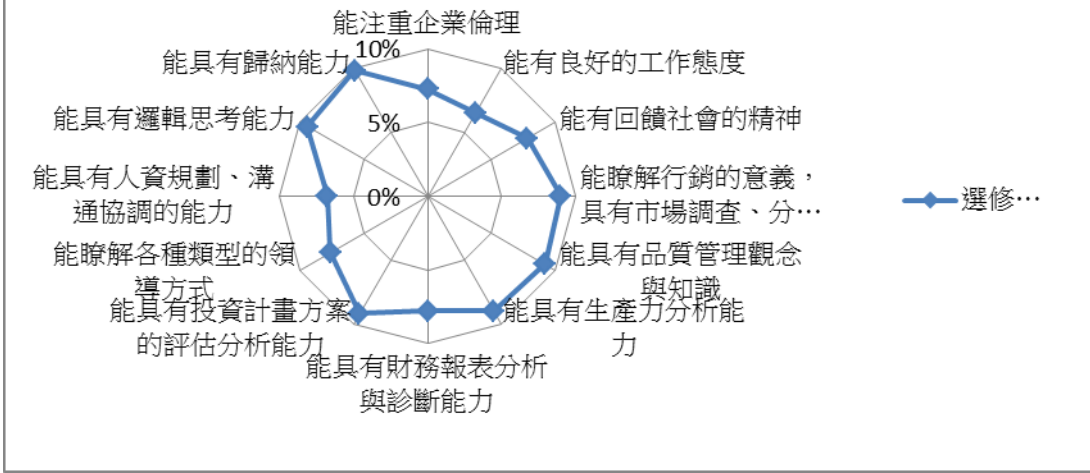 能注重企業倫理
10%
能具有歸納能力
能有良好的工作態度
能具有邏輯思考能力
5%
能有回饋社會的精神
能具有人資規劃、溝
通協調的能力
0%
能瞭解行銷的意義，
具有市場調查、分…
選修…
能瞭解各種類型的領
導方式
能具有品質管理觀念
與知識
能具有投資計畫方案
的評估分析能力
能具有生產力分析能
力
能具有財務報表分析
與診斷能力